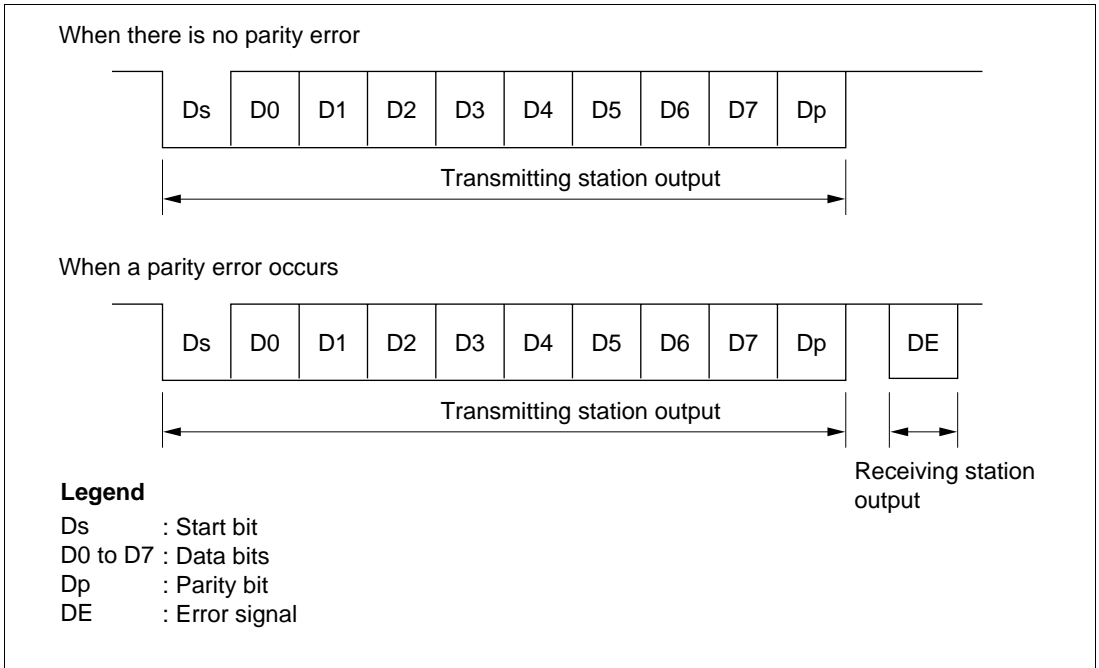 When there is no parity error
Ds D0 D1 D2 D3 D4 D5 D6 D7 Dp
Transmitting station output
When a parity error occurs
Ds D0 D1 D2 D3 D4 D5 D6 D7 Dp DE
Transmitting station output
Receiving station
output
Legend
Ds : Start bit
D0 to D7 : Data bits
Dp : Parity bit
DE : Error signal